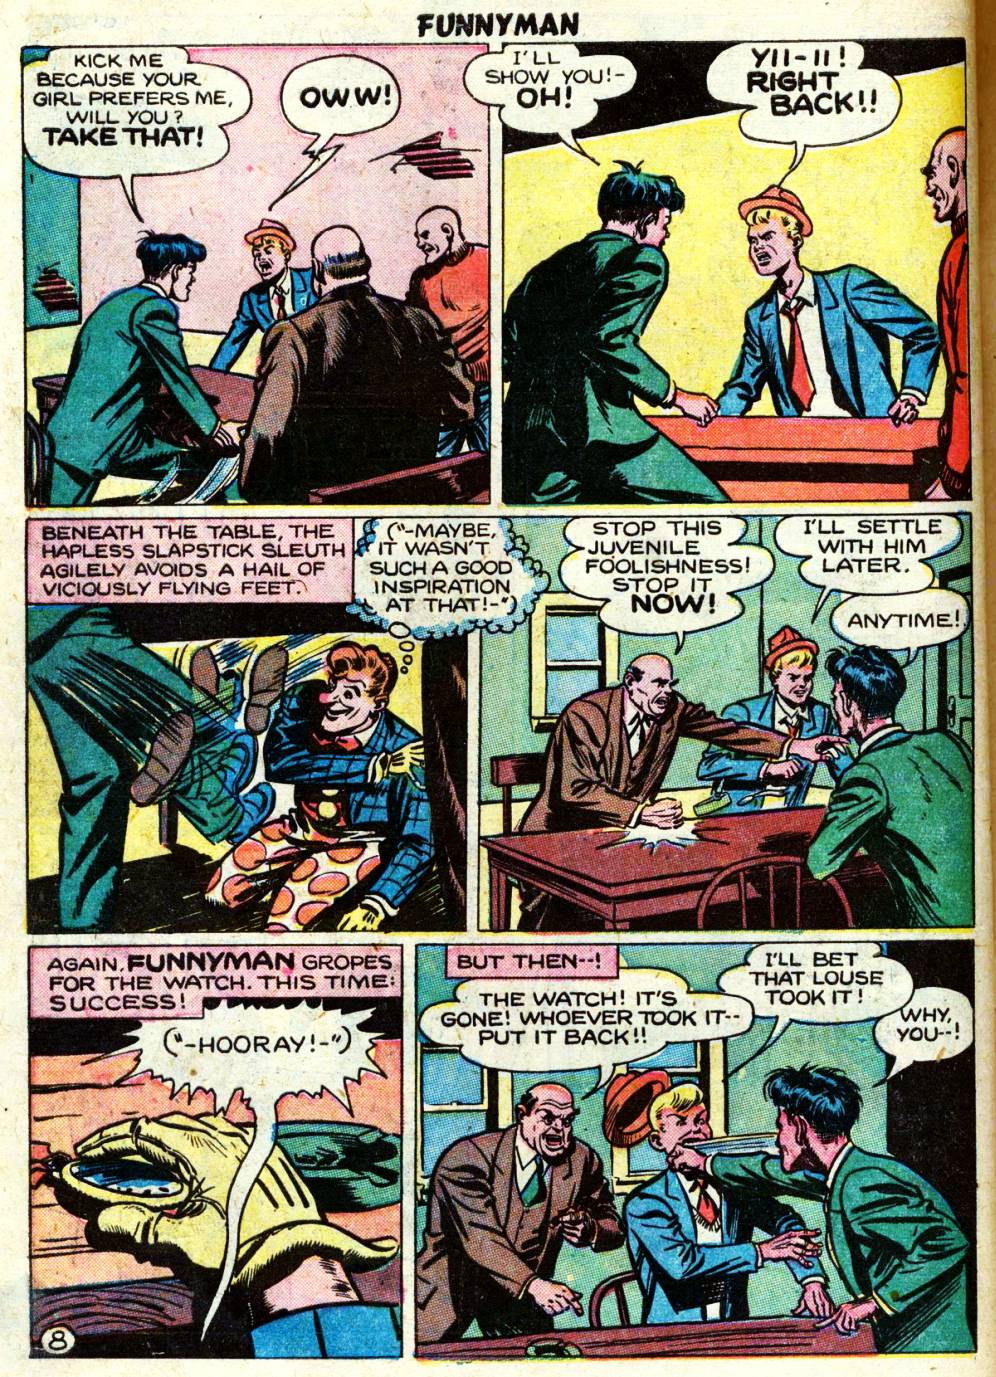 FUNNYMAN
KICK ME
BECAUSE YOUR
GIRL PREFERS ME,
WILL YOU?
TAKE THAT!
OWW!
I'LL
SHOW YOU!-
OH!
YII-II!
RIGHT
BACK!!
BENEATH THE TABLE, THE
HAPLESS SLAPSTICK SLEUTH
AGILELY AVOIDS A HAIL OF
VICIOUSLY FLYING FEET.
("-MAYBE,
IT WASN'T
SUCH A GOOD
INSPIRATION
AT THAT!-")
STOP THIS
JUVENILE
FOOLISHNESS!
STOP IT
NOW!
I'LL SETTLE
WITH HIM
LATER.
ANYTIME!
AGAIN, FUNNYMAN GROPES
FOR THE WATCH. THIS TIME:
SUCCESS!
("-HOORAY!-")
8
BUT THEN--!
THE WATCH! IT'S
GONE! WHOEVER TOOK IT--
PUT IT BACK!!
I'LL BET
THAT LOUSE
TOOK IT!
WHY,
YOU--!